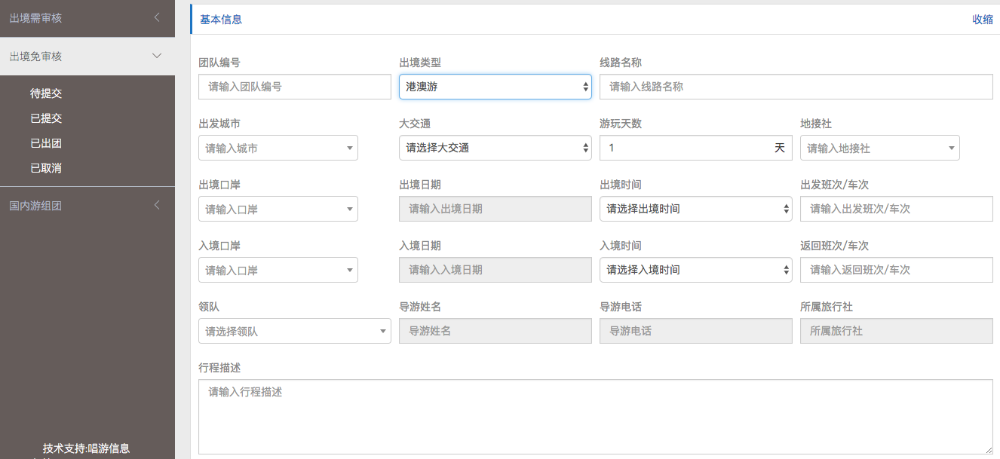 出境需审核
出境免审核
待提交
已提交
已出团
已取消
国内游组团
技术支持:唱游信息
基本信息 收缩
团队编号 出境类型 线路名称
请输入团队编号 港澳游 请输入线路名称
出发城市 大交通 游玩天数 地接社
请输入城市 请选择大交通 1 天 请输入地接社
出境口岸 出境日期 出境时间 出发班次/车次
请输入口岸 请输入出境日期 请选择出境时间 请输入出发班次/车次
入境口岸 入境日期 入境时间 返回班次/车次
请输入口岸 请输入入境日期 请选择入境时间 请输入返回班次/车次
领队 导游姓名 导游电话 所属旅行社
请选择领队 导游姓名 导游电话 所属旅行社
行程描述
请输入行程描述